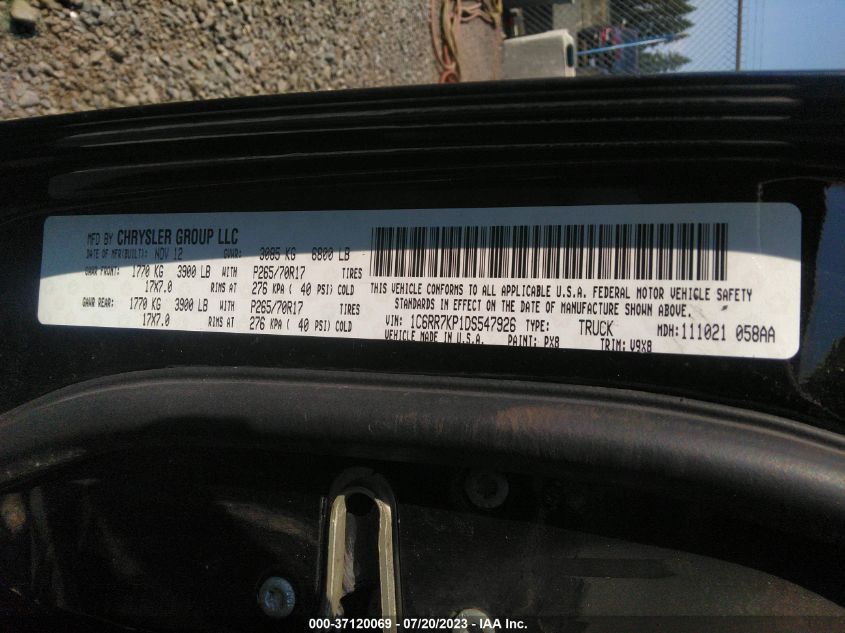 MFD BY CHRYSLER GROUP LLC
DATE OF MFR(BUILT): NOV 12 GVWR: 3085 KG 6800 LB
GAWR FRONT: 1770 KG 3900 LB WITH P265/70R17 TIRES
17X7.0 RIMS AT 276 KPA ( 40 PSI) COLD
GAWR REAR: 1770 KG 3900 LB WITH P265/70R17 TIRES
17X7.0 RIMS AT 276 KPA ( 40 PSI) COLD
THIS VEHICLE CONFORMS TO ALL APPLICABLE U.S.A. FEDERAL MOTOR VEHICLE SAFETY
STANDARDS IN EFFECT ON THE DATE OF MANUFACTURE SHOWN ABOVE.
VIN: 1C6RR7KP1DS547926 TYPE: TRUCK MDH: 111021 058AA
VEHICLE MADE IN U.S.A. PAINT: PX8 TRIM: V9X8
000-37120069 - 07/20/2023 - IAA Inc.